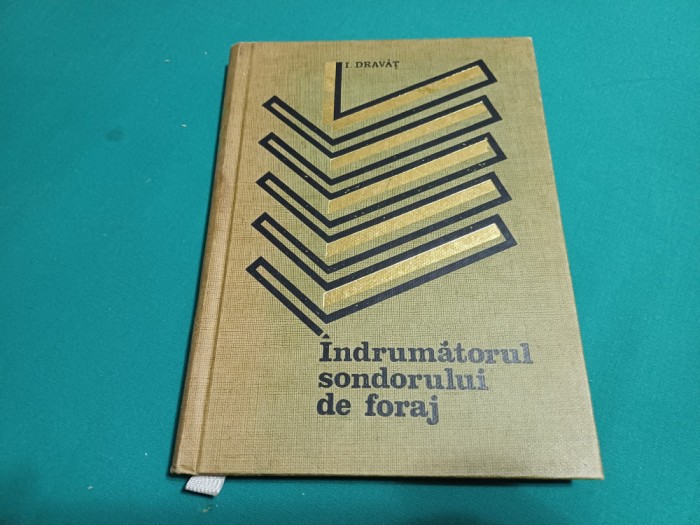 I. DRAVĂȚ
Îndrumătorul
sondorului
de foraj